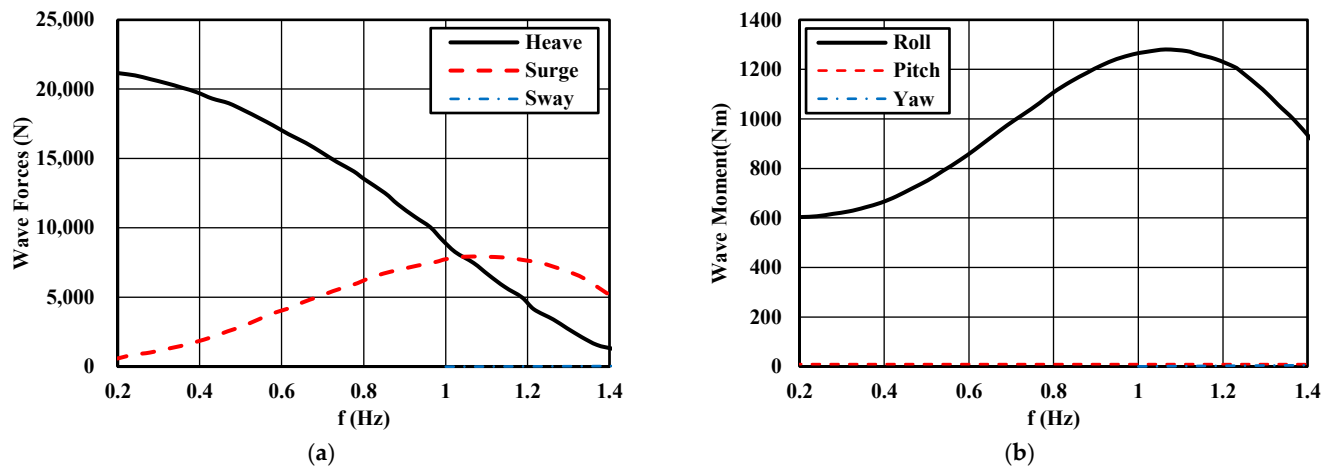 25,000
20,000
15,000
10,000
5,000
0
Wave Forces (N)
Heave
Surge
Sway
0.2 0.4 0.6 0.8 1 1.2 1.4
f (Hz)
(a)
1400
1200
1000
800
600
400
200
0
Wave Moment(Nm)
Roll
Pitch
Yaw
0.2 0.4 0.6 0.8 1 1.2 1.4
f (Hz)
(b)